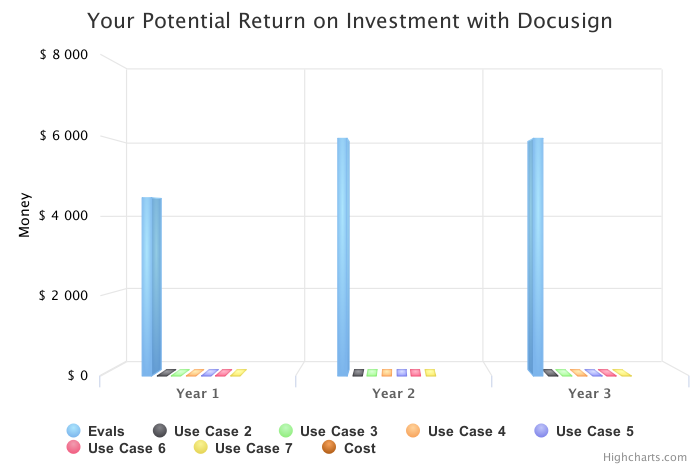 Your Potential Return on Investment with Docusign
$ 8 000
$ 6 000
$ 4 000
$ 2 000
$ 0
Money
Year 1 Year 2 Year 3
Evals Use Case 2 Use Case 3 Use Case 4 Use Case 5
Use Case 6 Use Case 7 Cost
Highcharts.com